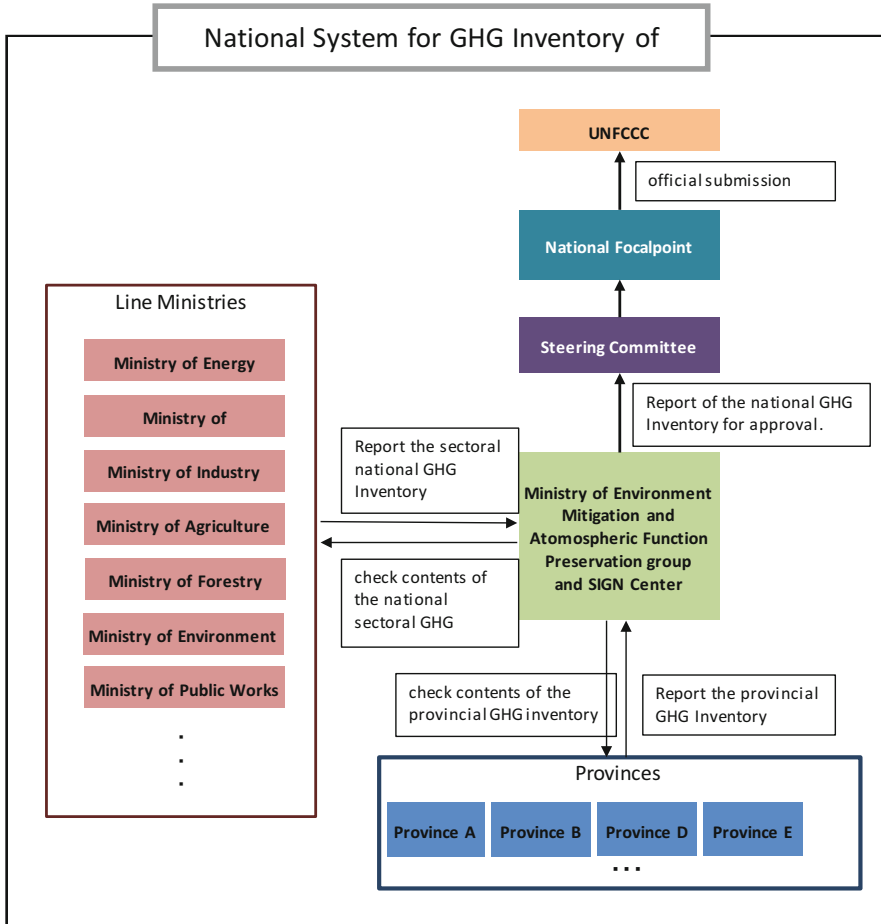 National System for GHG Inventory of
UNFCCC
official submission
National Focalpoint
Steering Committee
Report of the national GHG
Inventory for approval.
Line Ministries
Ministry of Energy
Ministry of
Ministry of Industry
Ministry of Agriculture
Ministry of Forestry
Ministry of Environment
Ministry of Public Works
.
.
.
Report the sectoral
national GHG
Inventory
check contents of
the national
sectoral GHG
Ministry of Environment
Mitigation and
Atomospheric Function
Preservation group
and SIGN Center
check contents of the
provincial GHG inventory
Report the provincial
GHG Inventory
Provinces
Province A
Province B
Province D
Province E
...